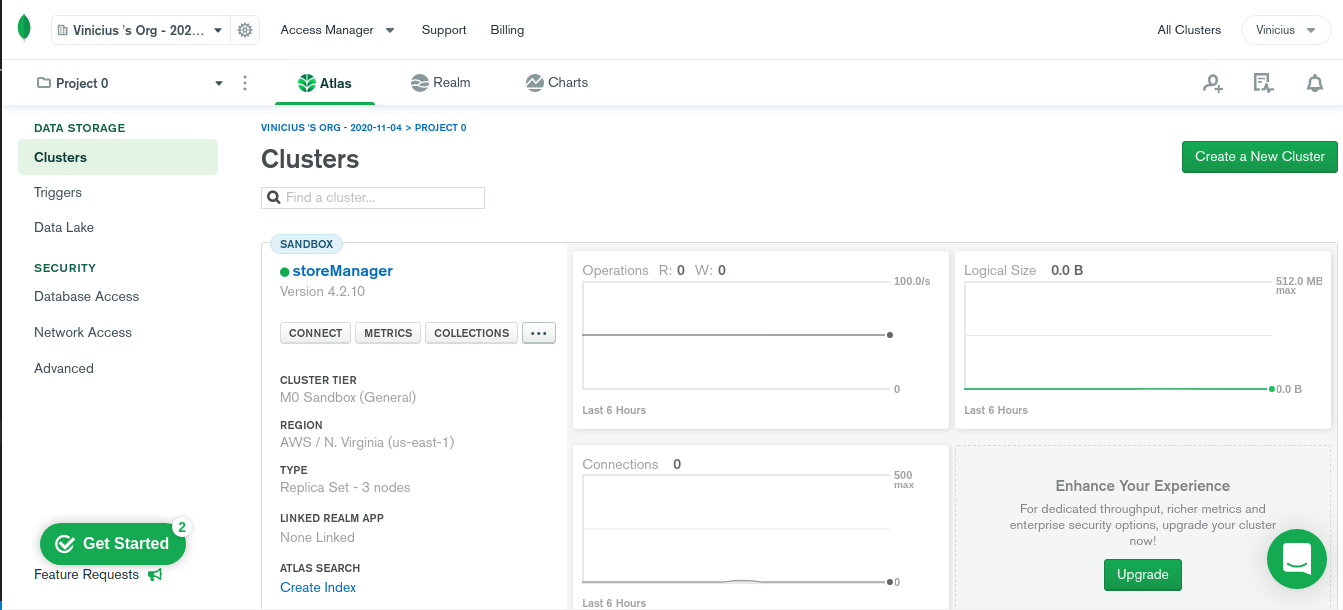 Vinicius 's Org - 202...
Access Manager
Support
Billing
All Clusters
Vinicius
Project 0
Atlas
Realm
Charts
DATA STORAGE
Clusters
Triggers
Data Lake
SECURITY
Database Access
Network Access
Advanced
2
Get Started
Feature Requests
VINICIUS 'S ORG - 2020-11-04 > PROJECT 0
Clusters
Create a New Cluster
Find a cluster...
SANDBOX
storeManager
Version 4.2.10
CONNECT METRICS COLLECTIONS ...
CLUSTER TIER
M0 Sandbox (General)
REGION
AWS / N. Virginia (us-east-1)
TYPE
Replica Set - 3 nodes
LINKED REALM APP
None Linked
ATLAS SEARCH
Create Index
Operations R: 0 W: 0
100.0/s
0
Last 6 Hours
Logical Size 0.0 B
512.0 MB
max
0.0 B
Last 6 Hours
Connections 0
500
max
0
Last 6 Hours
Enhance Your Experience
For dedicated throughput, richer metrics and
enterprise security options, upgrade your cluster
now!
Upgrade